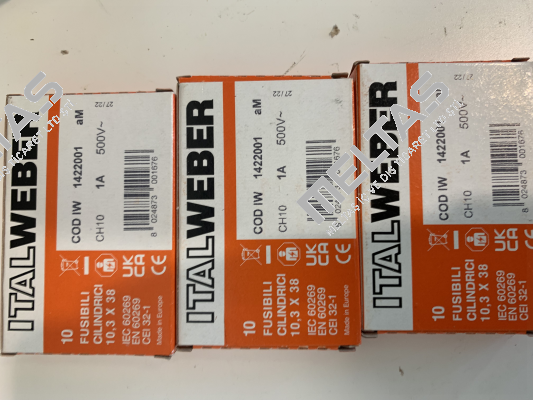 ITALWEBER
COD IW 1422001 aM
CH10 1A 500V~
27/22
8 024873 001676
10
FUSIBILI
CILINDRICI
10,3 X 38
IEC 60269
EN 60269
CEI 32-1
Made in Europe
UK CA
CE
ITALWEBER
COD IW 1422001 aM
CH10 1A 500V~
27/22
10
FUSIBILI
CILINDRICI
10,3 X 38
IEC 60269
EN 60269
CEI 32-1
Made in Europe
UK CA
CE
ITALWEBER
COD IW 1422001
CH10 1A 500V~
27/22
8 024873 001676
10
FUSIBILI
CILINDRICI
10,3 X 38
IEC 60269
EN 60269
CEI 32-1
UK CA
CE
MELTAS